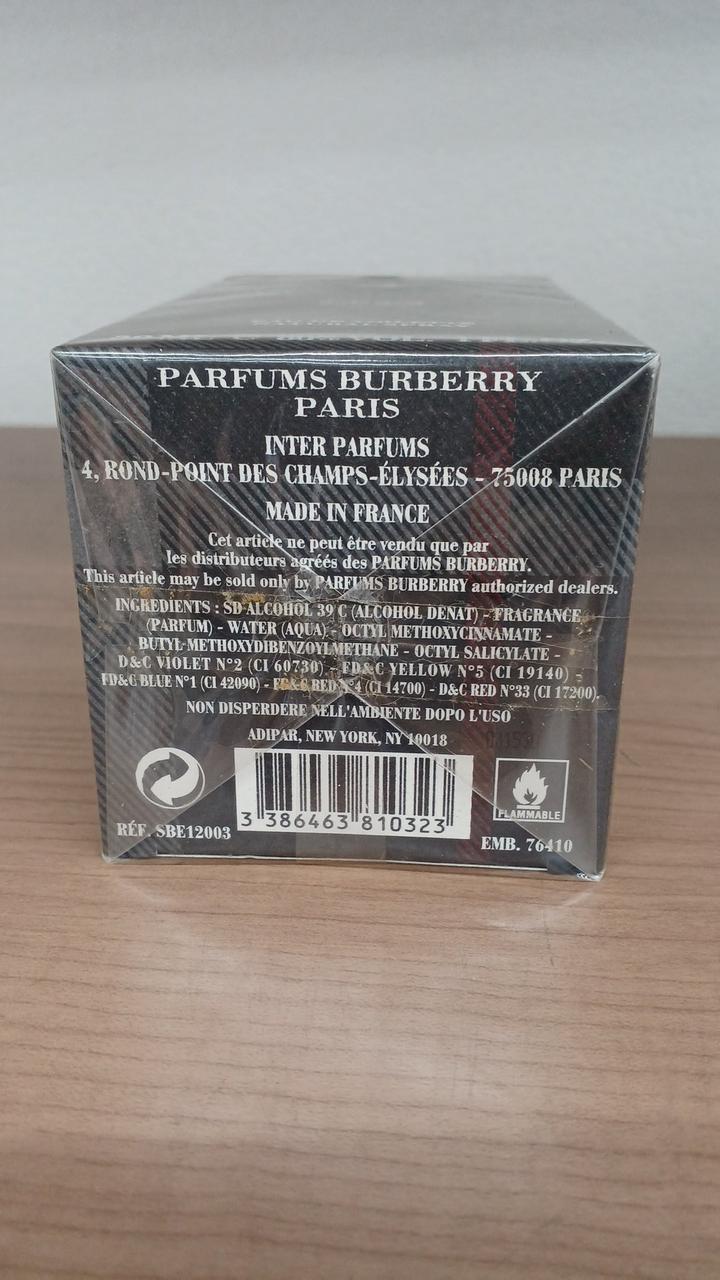 PARFUMS BURBERRY
PARIS
INTER PARFUMS
4, ROND-POINT DES CHAMPS-ÉLYSÉES - 75008 PARIS
MADE IN FRANCE
Cet article ne peut être vendu que par
les distributeurs agréés des PARFUMS BURBERRY.
This article may be sold only by PARFUMS BURBERRY authorized dealers.
INGREDIENTS : SD ALCOHOL 39 C (ALCOHOL DENAT) - FRAGRANCE
(PARFUM) - WATER (AQUA) - OCTYL METHOXYCINNAMATE -
BUTYL METHOXYDIBENZOYLMETHANE - OCTYL SALICYLATE -
D&C VIOLET N°2 (CI 60730) - FD&C YELLOW N°5 (CI 19140) -
FD&C BLUE N°1 (CI 42090) - FD&C RED N°4 (CI 14700) - D&C RED N°33 (CI 17200).
NON DISPERDERE NELL'AMBIENTE DOPO L'USO
ADIPAR, NEW YORK, NY 10018
3 386463 810323
FLAMMABLE
RÉF. SBE12003
EMB. 76410